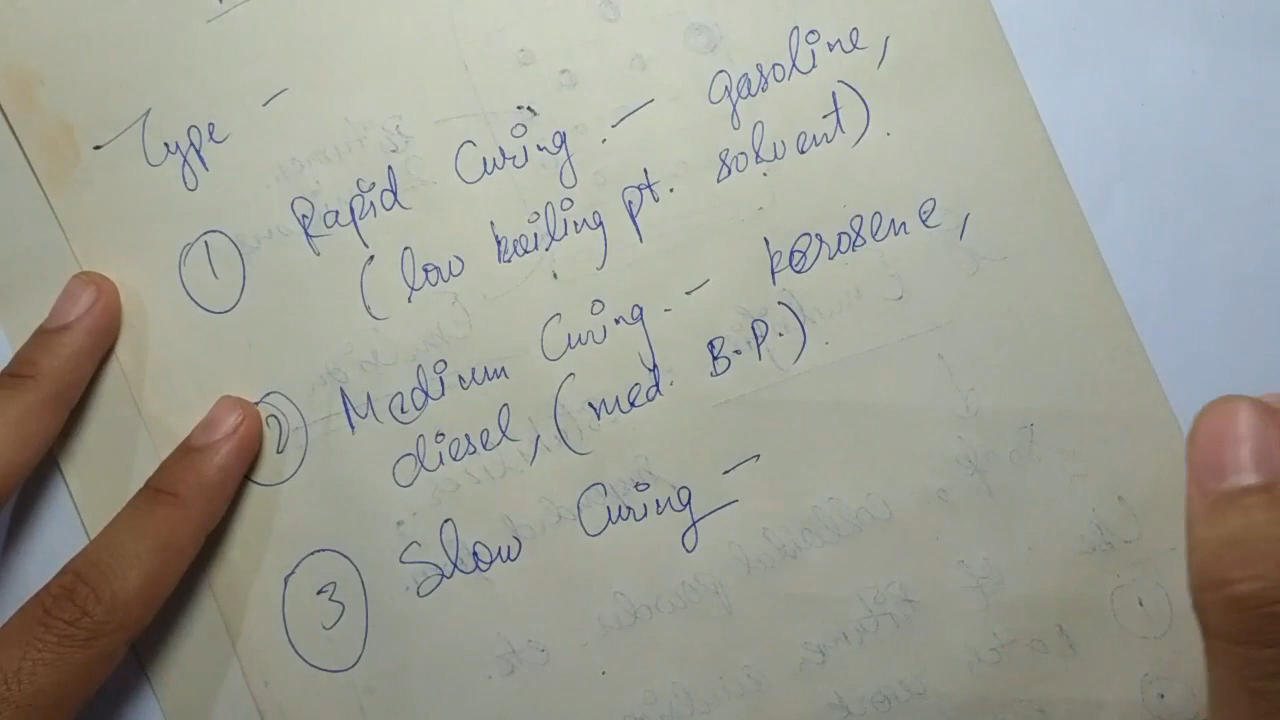 Type -
① Rapid Curing. - gasoline,
(low boiling pt. solvent).
② Medium Curing. - kerosene,
diesel, (med. B.P.).
③ Slow Curing -